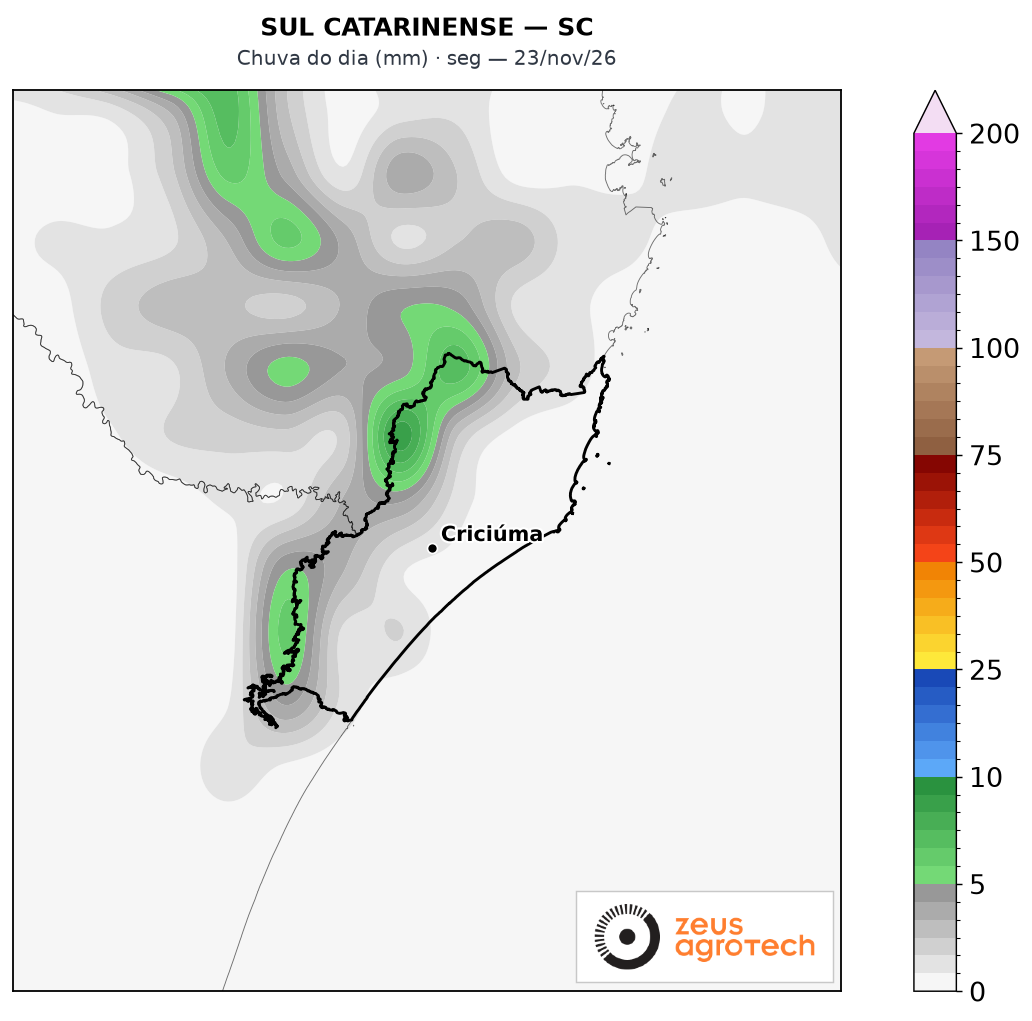 SUL CATARINENSE — SC
Chuva do dia (mm) · seg — 23/nov/26
200
150
100
75
50
25
10
5
0
Criciúma
zeus
agrotech